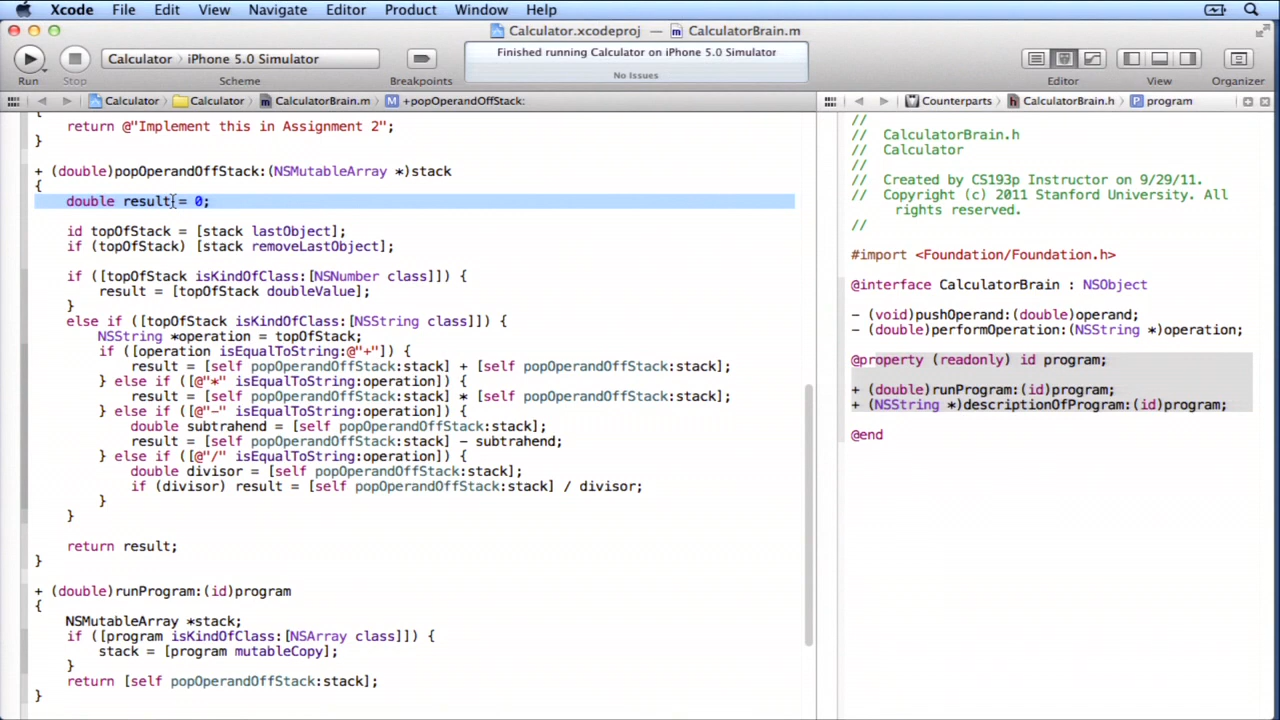 Xcode File Edit View Navigate Editor Product Window Help
Calculator.xcodeproj — CalculatorBrain.m
Calculator › iPhone 5.0 Simulator
Finished running Calculator on iPhone 5.0 Simulator
No Issues
Run Stop Scheme Breakpoints Editor View Organizer
Calculator › Calculator › CalculatorBrain.m › M +popOperandOffStack:
Counterparts › CalculatorBrain.h › P program
{
    return @"Implement this in Assignment 2";
}
+ (double)popOperandOffStack:(NSMutableArray *)stack
{
    double result = 0;
    id topOfStack = [stack lastObject];
    if (topOfStack) [stack removeLastObject];
    if ([topOfStack isKindOfClass:[NSNumber class]]) {
        result = [topOfStack doubleValue];
    }
    else if ([topOfStack isKindOfClass:[NSString class]]) {
        NSString *operation = topOfStack;
        if ([operation isEqualToString:@"+"]) {
            result = [self popOperandOffStack:stack] + [self popOperandOffStack:stack];
        } else if ([@"*" isEqualToString:operation]) {
            result = [self popOperandOffStack:stack] * [self popOperandOffStack:stack];
        } else if ([@"-" isEqualToString:operation]) {
            double subtrahend = [self popOperandOffStack:stack];
            result = [self popOperandOffStack:stack] - subtrahend;
        } else if ([@"/" isEqualToString:operation]) {
            double divisor = [self popOperandOffStack:stack];
            if (divisor) result = [self popOperandOffStack:stack] / divisor;
        }
    }
    return result;
}
+ (double)runProgram:(id)program
{
    NSMutableArray *stack;
    if ([program isKindOfClass:[NSArray class]]) {
        stack = [program mutableCopy];
    }
    return [self popOperandOffStack:stack];
}
//
//  CalculatorBrain.h
//  Calculator
//
//  Created by CS193p Instructor on 9/29/11.
//  Copyright (c) 2011 Stanford University. All
rights reserved.
//
#import <Foundation/Foundation.h>
@interface CalculatorBrain : NSObject
- (void)pushOperand:(double)operand;
- (double)performOperation:(NSString *)operation;
@property (readonly) id program;
+ (double)runProgram:(id)program;
+ (NSString *)descriptionOfProgram:(id)program;
@end